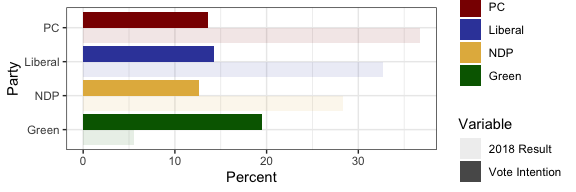 PC
Liberal
NDP
Green
0
10
20
30
Percent
Party
PC
Liberal
NDP
Green
Variable
2018 Result
Vote Intention